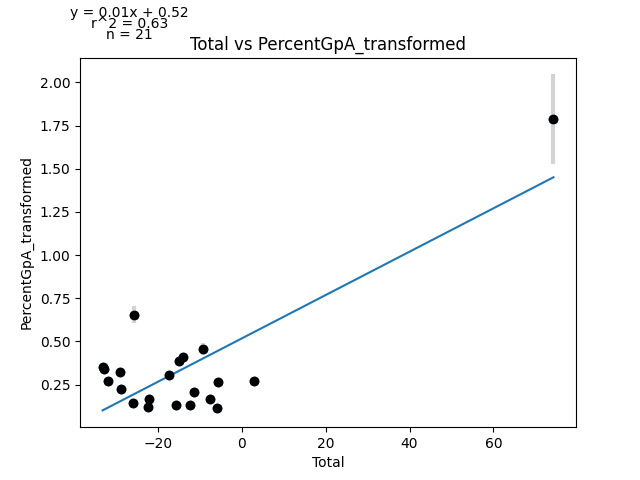 y = 0.01x + 0.52
r^2 = 0.63
n = 21
Total vs PercentGpA_transformed
2.00
1.75
1.50
1.25
1.00
0.75
0.50
0.25
PercentGpA_transformed
−20
0
20
40
60
Total